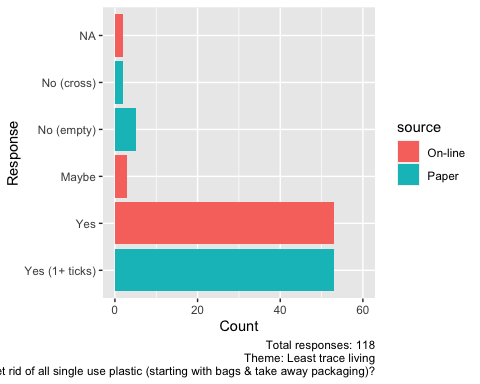 NA
No (cross)
No (empty)
Maybe
Yes
Yes (1+ ticks)
Response
0 20 40 60
Count
source
On-line
Paper
Total responses: 118
Theme: Least trace living
rid of all single use plastic (starting with bags & take away packaging)?